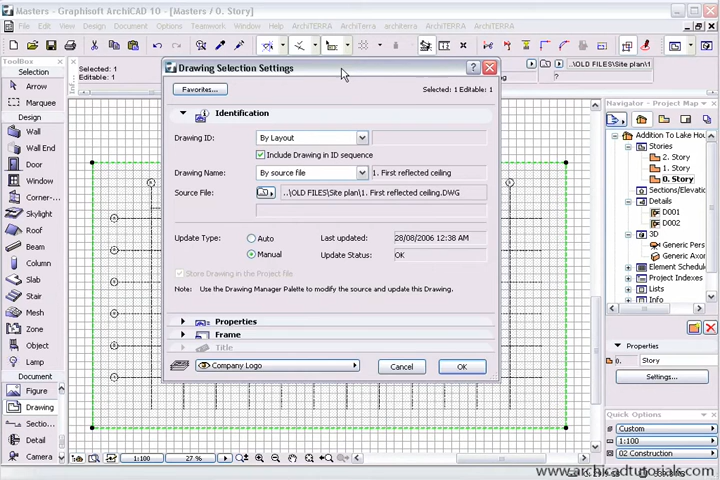 Masters - Graphisoft ArchiCAD 10 - [Masters / 0. Story]
File Edit View Design Document Options Teamwork Window ArchiTERRA ArchiTerra architerra ArchiTERRA Help
ToolBox
Selection
Arrow
Marquee
Design
Wall
Wall End
Door
Window
Corner-...
Skylight
Roof
Beam
Column
Slab
Stair
Mesh
Zone
Object
Lamp
Document
Figure
Drawing
Sectio...
Detail
Camera
Selected: 1
Editable: 1
..\OLD FILES\Site plan\1
?
Drawing Selection Settings
Favorites...
Selected: 1 Editable: 1
Identification
Drawing ID:
By Layout
Include Drawing in ID sequence
Drawing Name:
By source file
1. First reflected ceiling
Source File:
..\OLD FILES\Site plan\1. First reflected ceiling.DWG
Update Type:
Auto
Manual
Last updated:
28/08/2006 12:38 AM
Update Status:
OK
Store Drawing in the Project file
Note: Use the Drawing Manager Palette to modify the source and update this Drawing.
Properties
Frame
Title
Company Logo
Cancel
OK
Navigator - Project Map
Addition To Lake Hou
Stories
2. Story
1. Story
0. Story
Sections/Elevatio
Details
D001
D002
3D
Generic Pers
Generic Axon
Element Schedule
Project Indexes
Lists
Info
Properties
0.
Story
Settings...
Quick Options
Custom
1:100
02 Construction
1:100
27 %
www.archicadtutorials.com